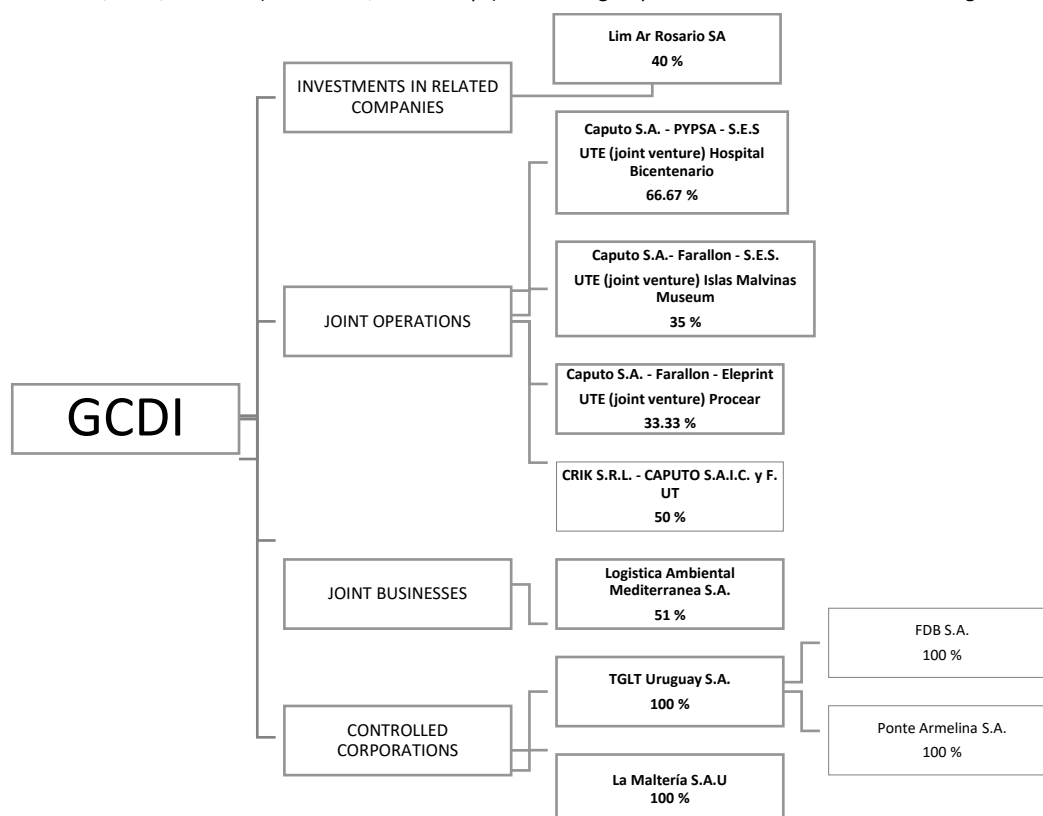 Lim Ar Rosario SA
40 %
INVESTMENTS IN RELATED
COMPANIES
Caputo S.A. - PYPSA - S.E.S
UTE (joint venture) Hospital
Bicentenario
66.67 %
Caputo S.A.- Farallon - S.E.S.
UTE (joint venture) Islas Malvinas
Museum
35 %
JOINT OPERATIONS
Caputo S.A. - Farallon - Eleprint
UTE (joint venture) Procear
33.33 %
GCDI
CRIK S.R.L. - CAPUTO S.A.I.C. y F.
UT
50 %
JOINT BUSINESSES
Logistica Ambiental
Mediterranea S.A.
51 %
FDB S.A.
100 %
TGLT Uruguay S.A.
100 %
CONTROLLED
CORPORATIONS
Ponte Armelina S.A.
100 %
La Maltería S.A.U
100 %